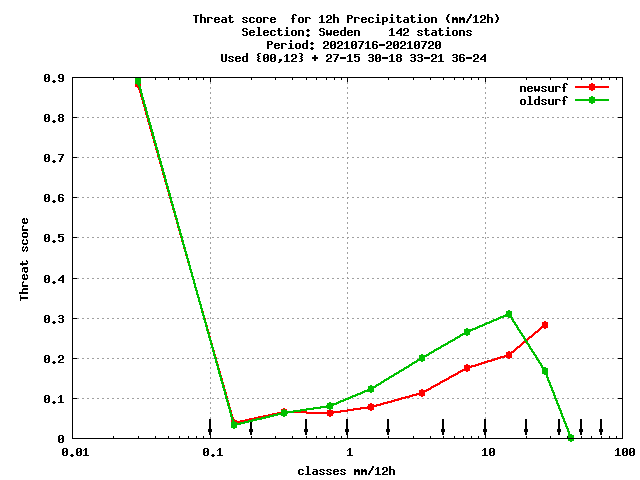 Threat score  for 12h Precipitation (mm/12h)
Selection: Sweden    142 stations
Period: 20210716-20210720
Used {00,12} + 27-15 30-18 33-21 36-24
newsurf
oldsurf
Threat score
0.9
0.8
0.7
0.6
0.5
0.4
0.3
0.2
0.1
0
0.01 0.1 1 10 100
classes mm/12h